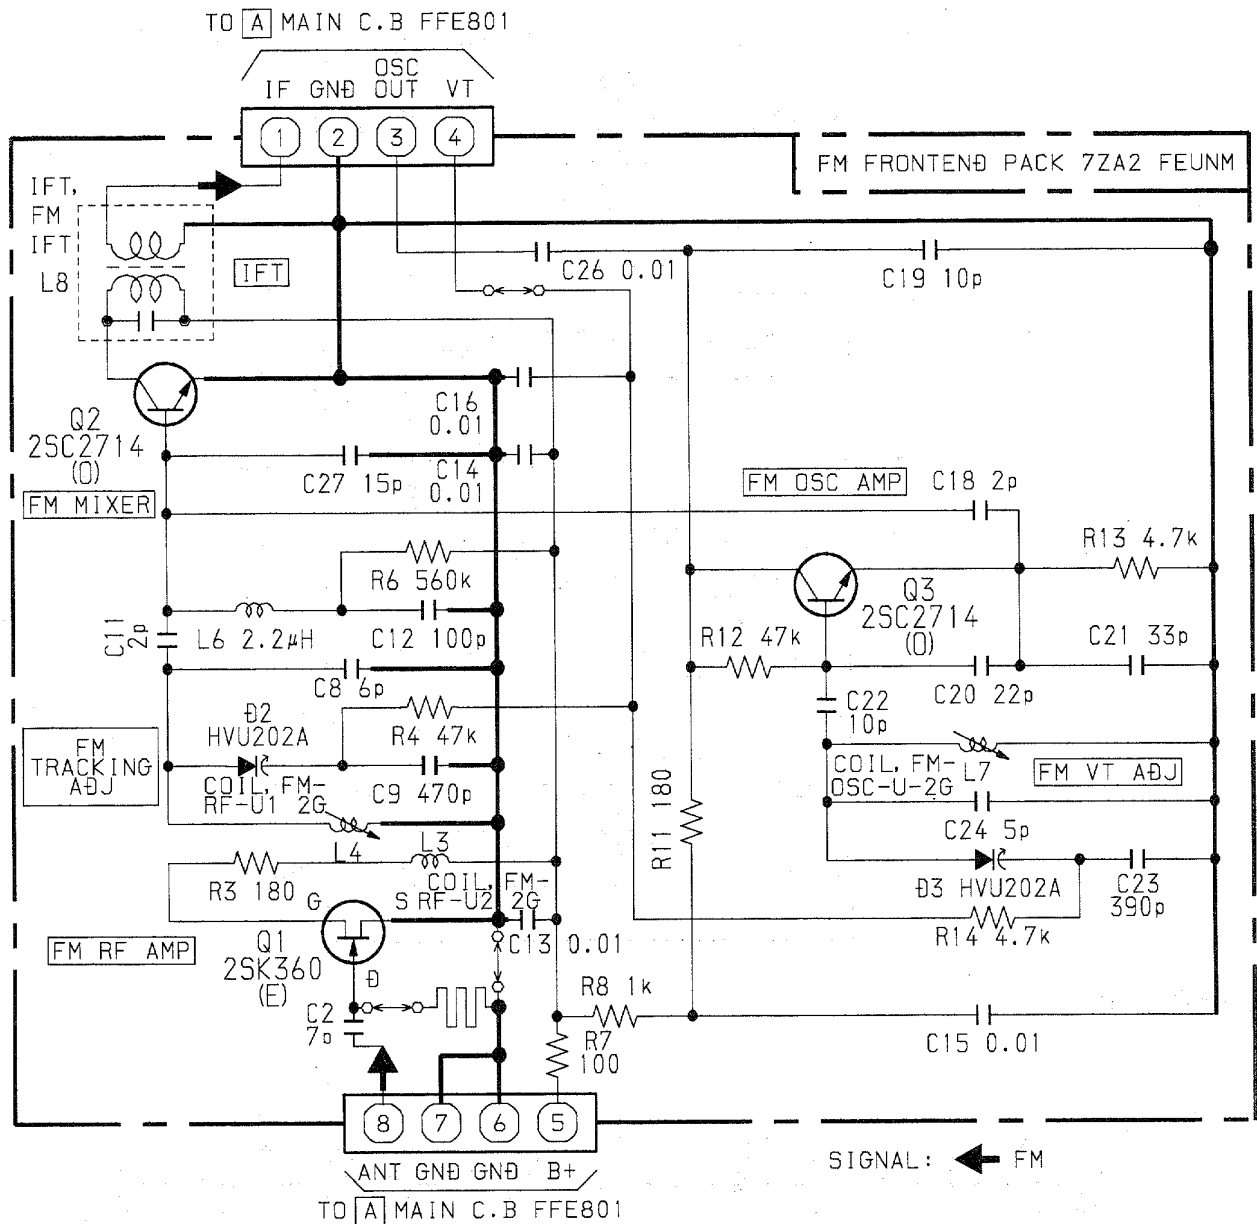 TO A MAIN C.B FFE801
IF GND OSC OUT VT
1 2 3 4
FM FRONTEND PACK 7ZA2 FEUNM
IFT,
FM
IFT
L8
IFT
C26 0.01
C19 10p
Q2
2SC2714
(O)
FM MIXER
C16
0.01
C27 15p
C14
0.01
FM OSC AMP
C18 2p
R13 4.7k
R6 560k
Q3
2SC2714
(O)
C11
2p
L6 2.2μH
C12 100p
R12 47k
C21 33p
C8 6p
C20 22p
C22
10p
D2
HVU202A
R4 47k
FM
TRACKING
ADJ
COIL, FM-
RF-U1 2G
C9 470p
COIL, FM-
OSC-U-2G
L7
FM VT ADJ
R11 180
L4
L3
C24 5p
R3 180
COIL, FM-
RF-U2 2G
G
S
D3 HVU202A
C23
390p
R14 4.7k
FM RF AMP
Q1
2SK360
(E)
D
C13 0.01
C2
7p
R8 1k
R7
100
C15 0.01
8 7 6 5
ANT GND GND B+
SIGNAL: FM
TO A MAIN C.B FFE801